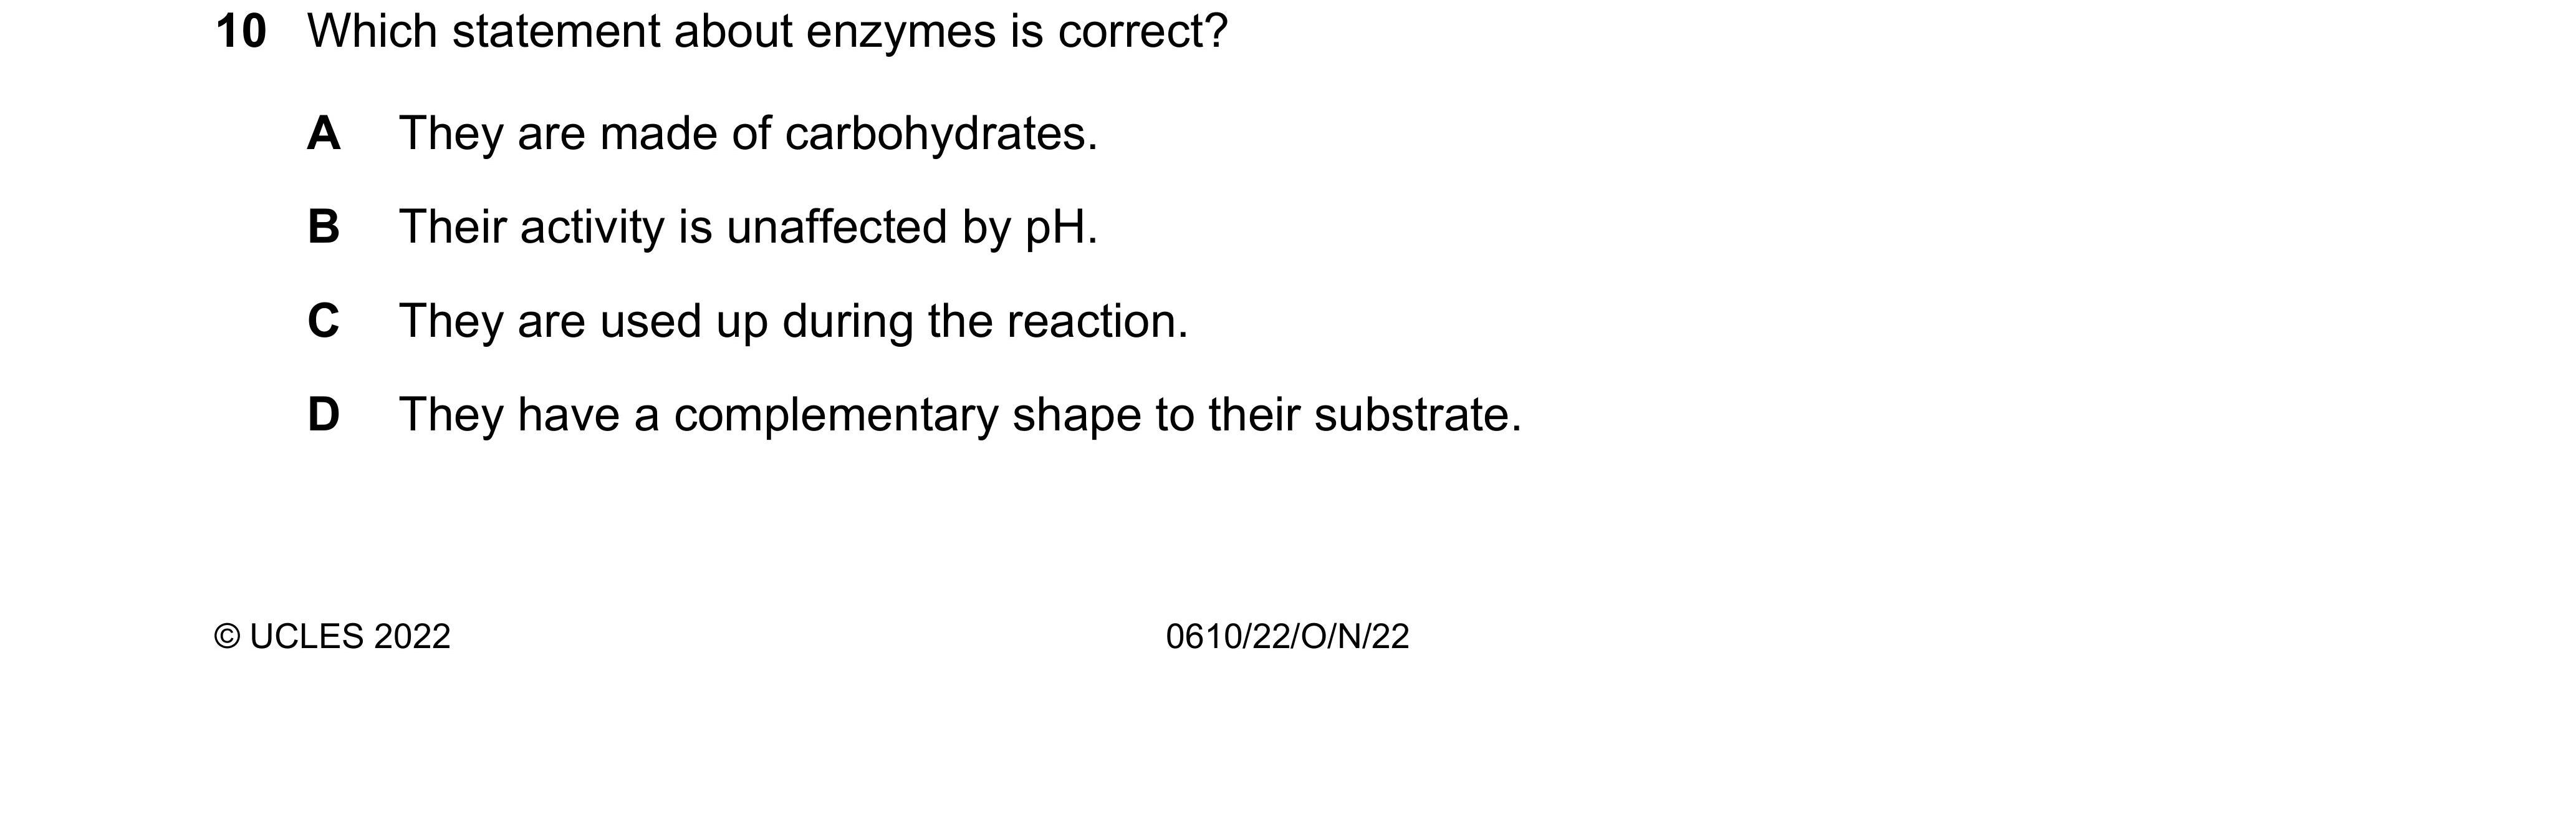 10 Which statement about enzymes is correct?
A They are made of carbohydrates.
B Their activity is unaffected by pH.
C They are used up during the reaction.
D They have a complementary shape to their substrate.
© UCLES 2022 0610/22/O/N/22